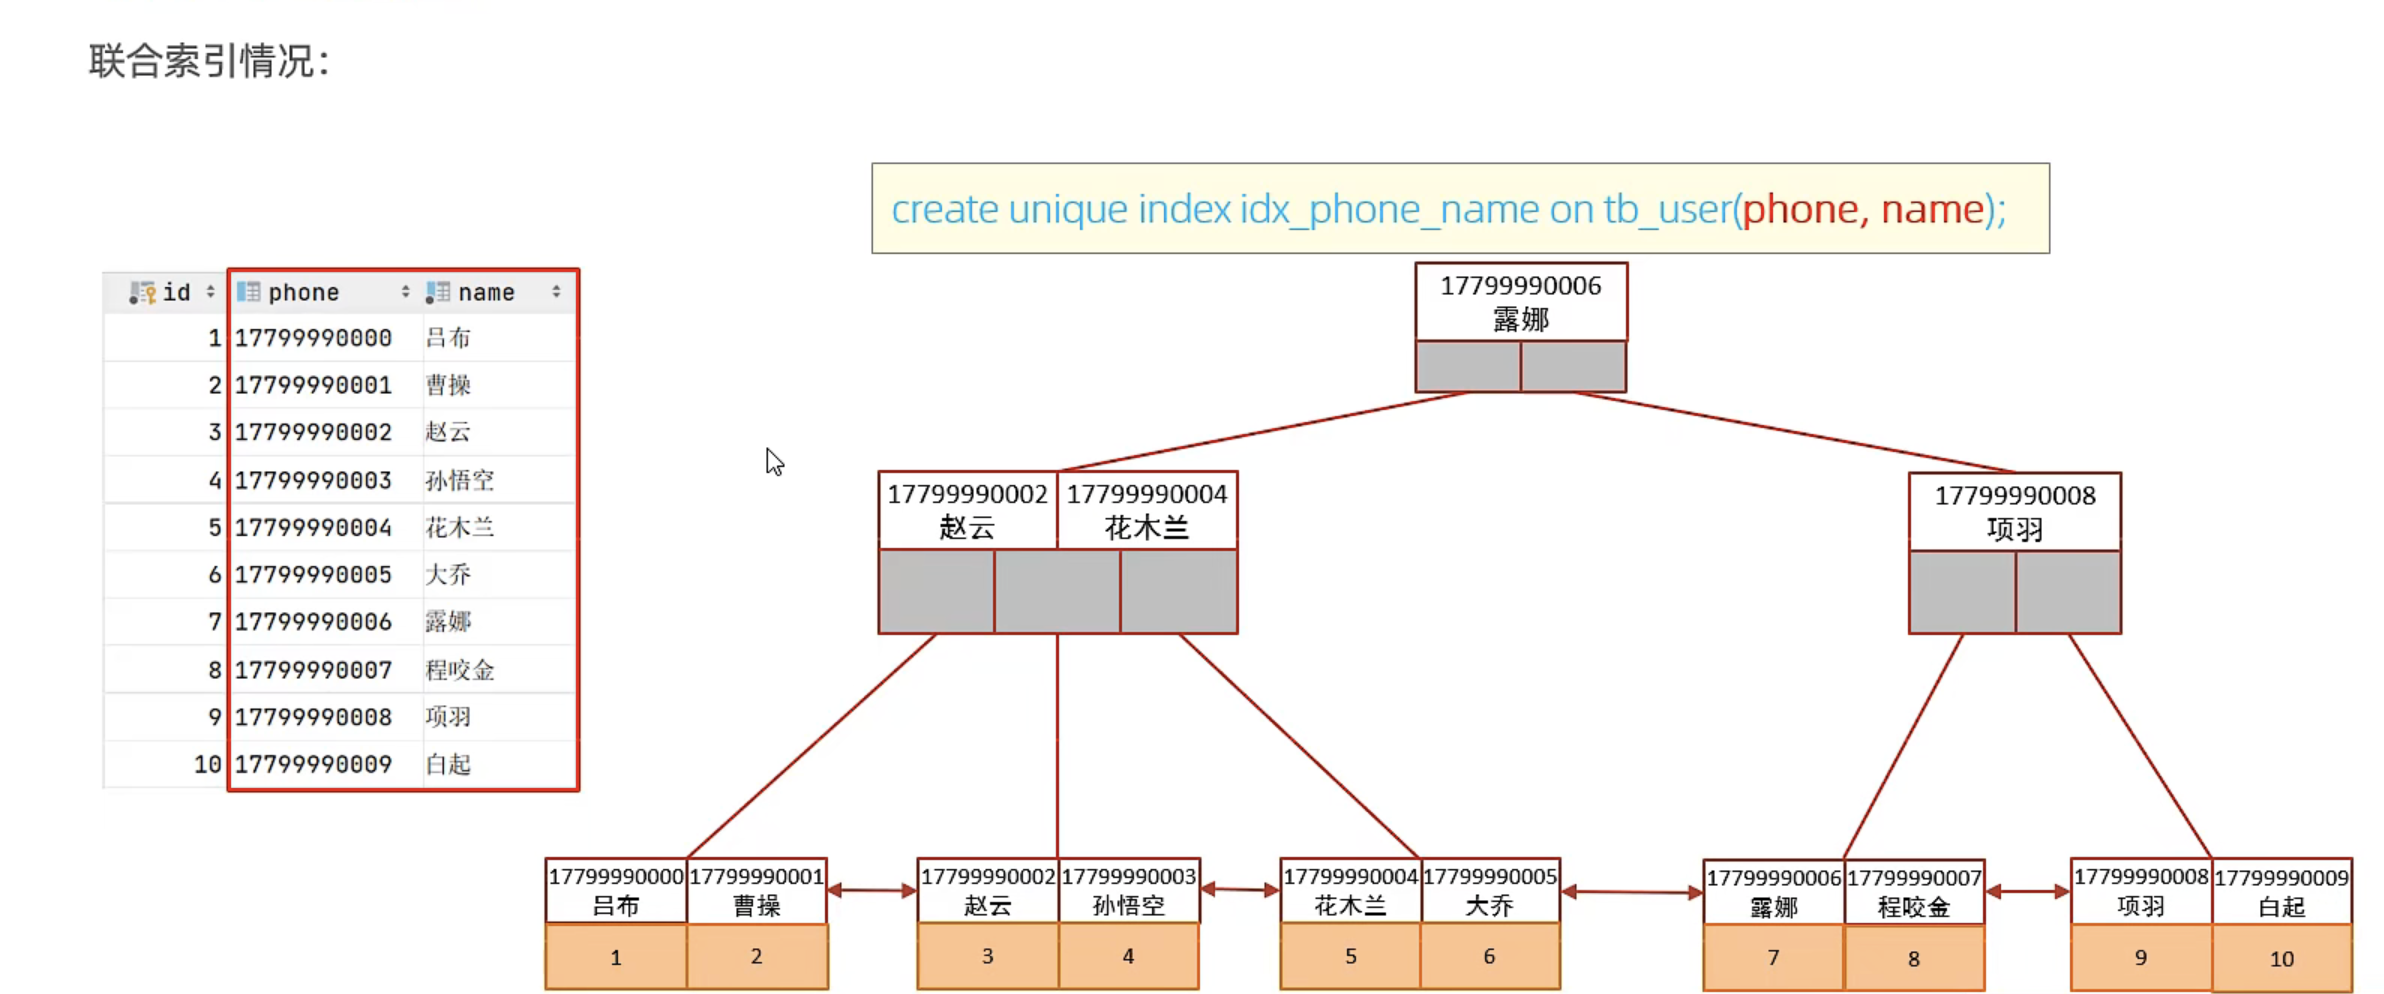 联合索引情况：
create unique index idx_phone_name on tb_user(phone, name);
id phone name
1 17799990000 吕布
2 17799990001 曹操
3 17799990002 赵云
4 17799990003 孙悟空
5 17799990004 花木兰
6 17799990005 大乔
7 17799990006 露娜
8 17799990007 程咬金
9 17799990008 项羽
10 17799990009 白起
17799990006
露娜
17799990002 17799990004
赵云 花木兰
17799990008
项羽
17799990000 17799990001 17799990002 17799990003 17799990004 17799990005 17799990006 17799990007 17799990008 17799990009
吕布 曹操 赵云 孙悟空 花木兰 大乔 露娜 程咬金 项羽 白起
1 2 3 4 5 6 7 8 9 10